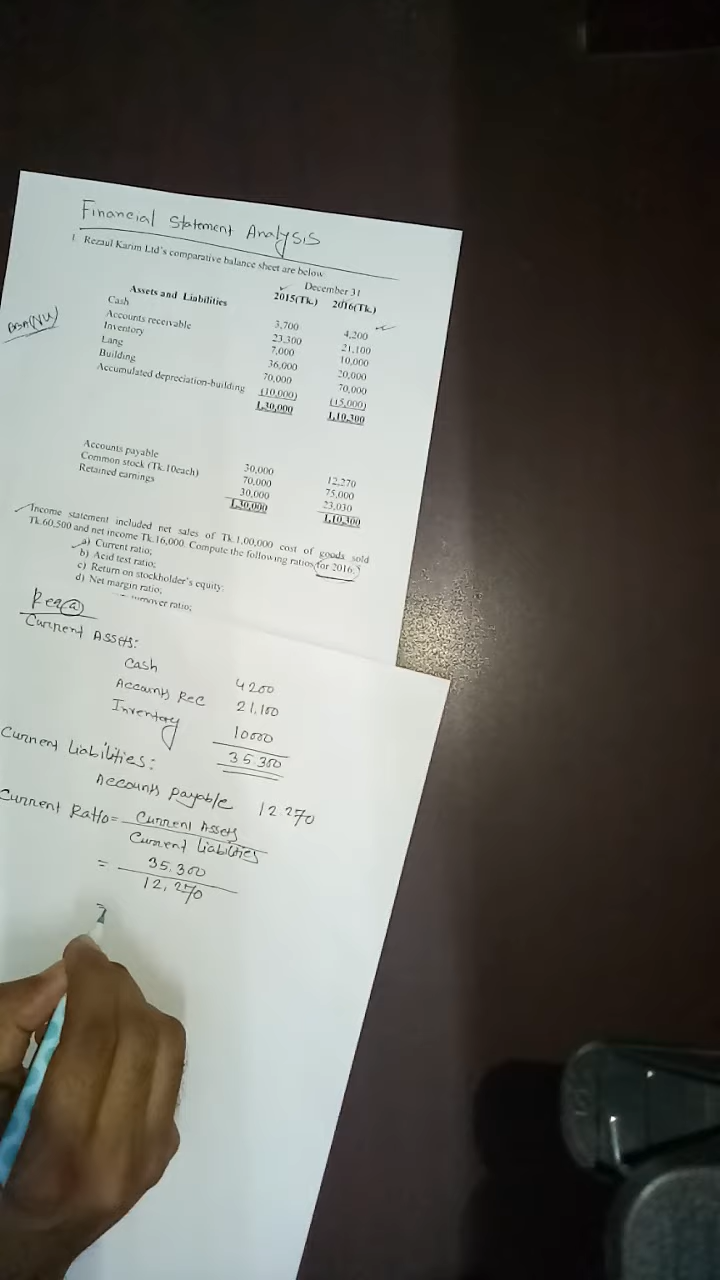 Financial Statement Analysis
1. Rezaul Karim Ltd's comparative balance sheet are below
December 31
Assets and Liabilities 2015(Tk.) 2016(Tk.)
BBA(NU)
Cash 3,700 4,200
Accounts receivable 23,300 21,100
Inventory 7,000 10,000
Lang 36,000 20,000
Building 70,000 70,000
Accumulated depreciation-building (10,000) (15,000)
1,30,000 1,10,300
Accounts payable 30,000 12,270
Common stock (Tk.10each) 70,000 75,000
Retained earnings 30,000 23,030
1,30,000 1,10,300
Income statement included net sales of Tk.1,00,000 cost of goods sold
Tk.60,500 and net income Tk.16,000. Compute the following ratios for 2016.
a) Current ratio;
b) Acid test ratio;
c) Return on stockholder's equity.
d) Net margin ratio;
turnover ratio;
Req (a)
Current Assets:
Cash 4200
Accounts Rec 21,100
Inventory 10000
35,300
Current Liabilities:
Accounts Payable 12.270
Current Ratio= Current Assets
Current Liabilities
= 35,300
12,270
=